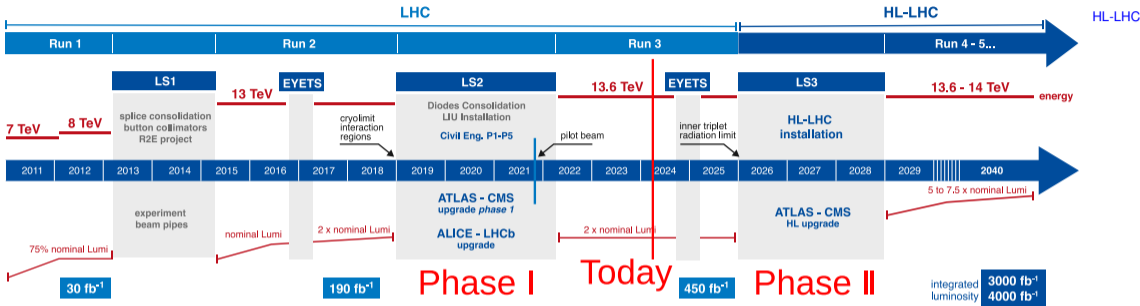 LHC
HL-LHC
HL-LHC
Run 1
Run 2
Run 3
Run 4 - 5...
LS1
EYETS
LS2
EYETS
LS3
13 TeV
13.6 TeV
13.6 - 14 TeV
energy
7 TeV
8 TeV
splice consolidation
button collimators
R2E project
cryolimit
interaction
regions
Diodes Consolidation
LIU Installation
Civil Eng. P1-P5
pilot beam
inner triplet
radiation limit
HL-LHC
installation
2011
2012
2013
2014
2015
2016
2017
2018
2019
2020
2021
2022
2023
2024
2025
2026
2027
2028
2029
2040
experiment
beam pipes
ATLAS - CMS
upgrade phase 1
ALICE - LHCb
upgrade
ATLAS - CMS
HL upgrade
5 to 7.5 x nominal Lumi
75% nominal Lumi
nominal Lumi
2 x nominal Lumi
2 x nominal Lumi
30 fb⁻¹
190 fb⁻¹
Phase I
Today
450 fb⁻¹
Phase II
integrated
luminosity
3000 fb⁻¹
4000 fb⁻¹